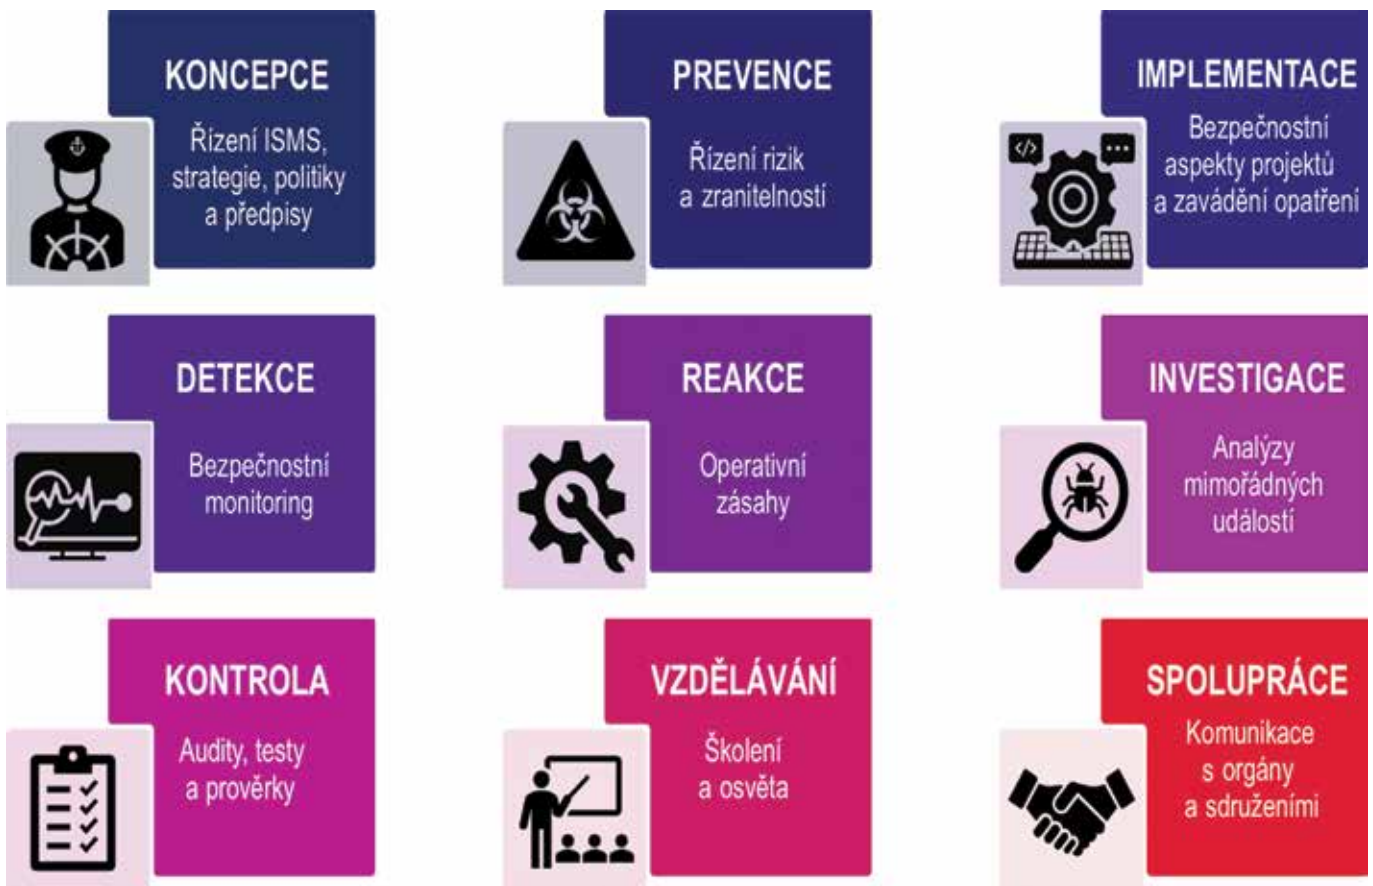 KONCEPCE
Řízení ISMS,
strategie, politiky
a předpisy
PREVENCE
Řízení rizik
a zranitelností
IMPLEMENTACE
Bezpečnostní
aspekty projektů
a zavádění opatření
</>
DETEKCE
Bezpečnostní
monitoring
REAKCE
Operativní
zásahy
INVESTIGACE
Analýzy
mimořádných
událostí
KONTROLA
Audity, testy
a prověrky
VZDĚLÁVÁNÍ
Školení
a osvěta
SPOLUPRÁCE
Komunikace
s orgány
a sdruženími